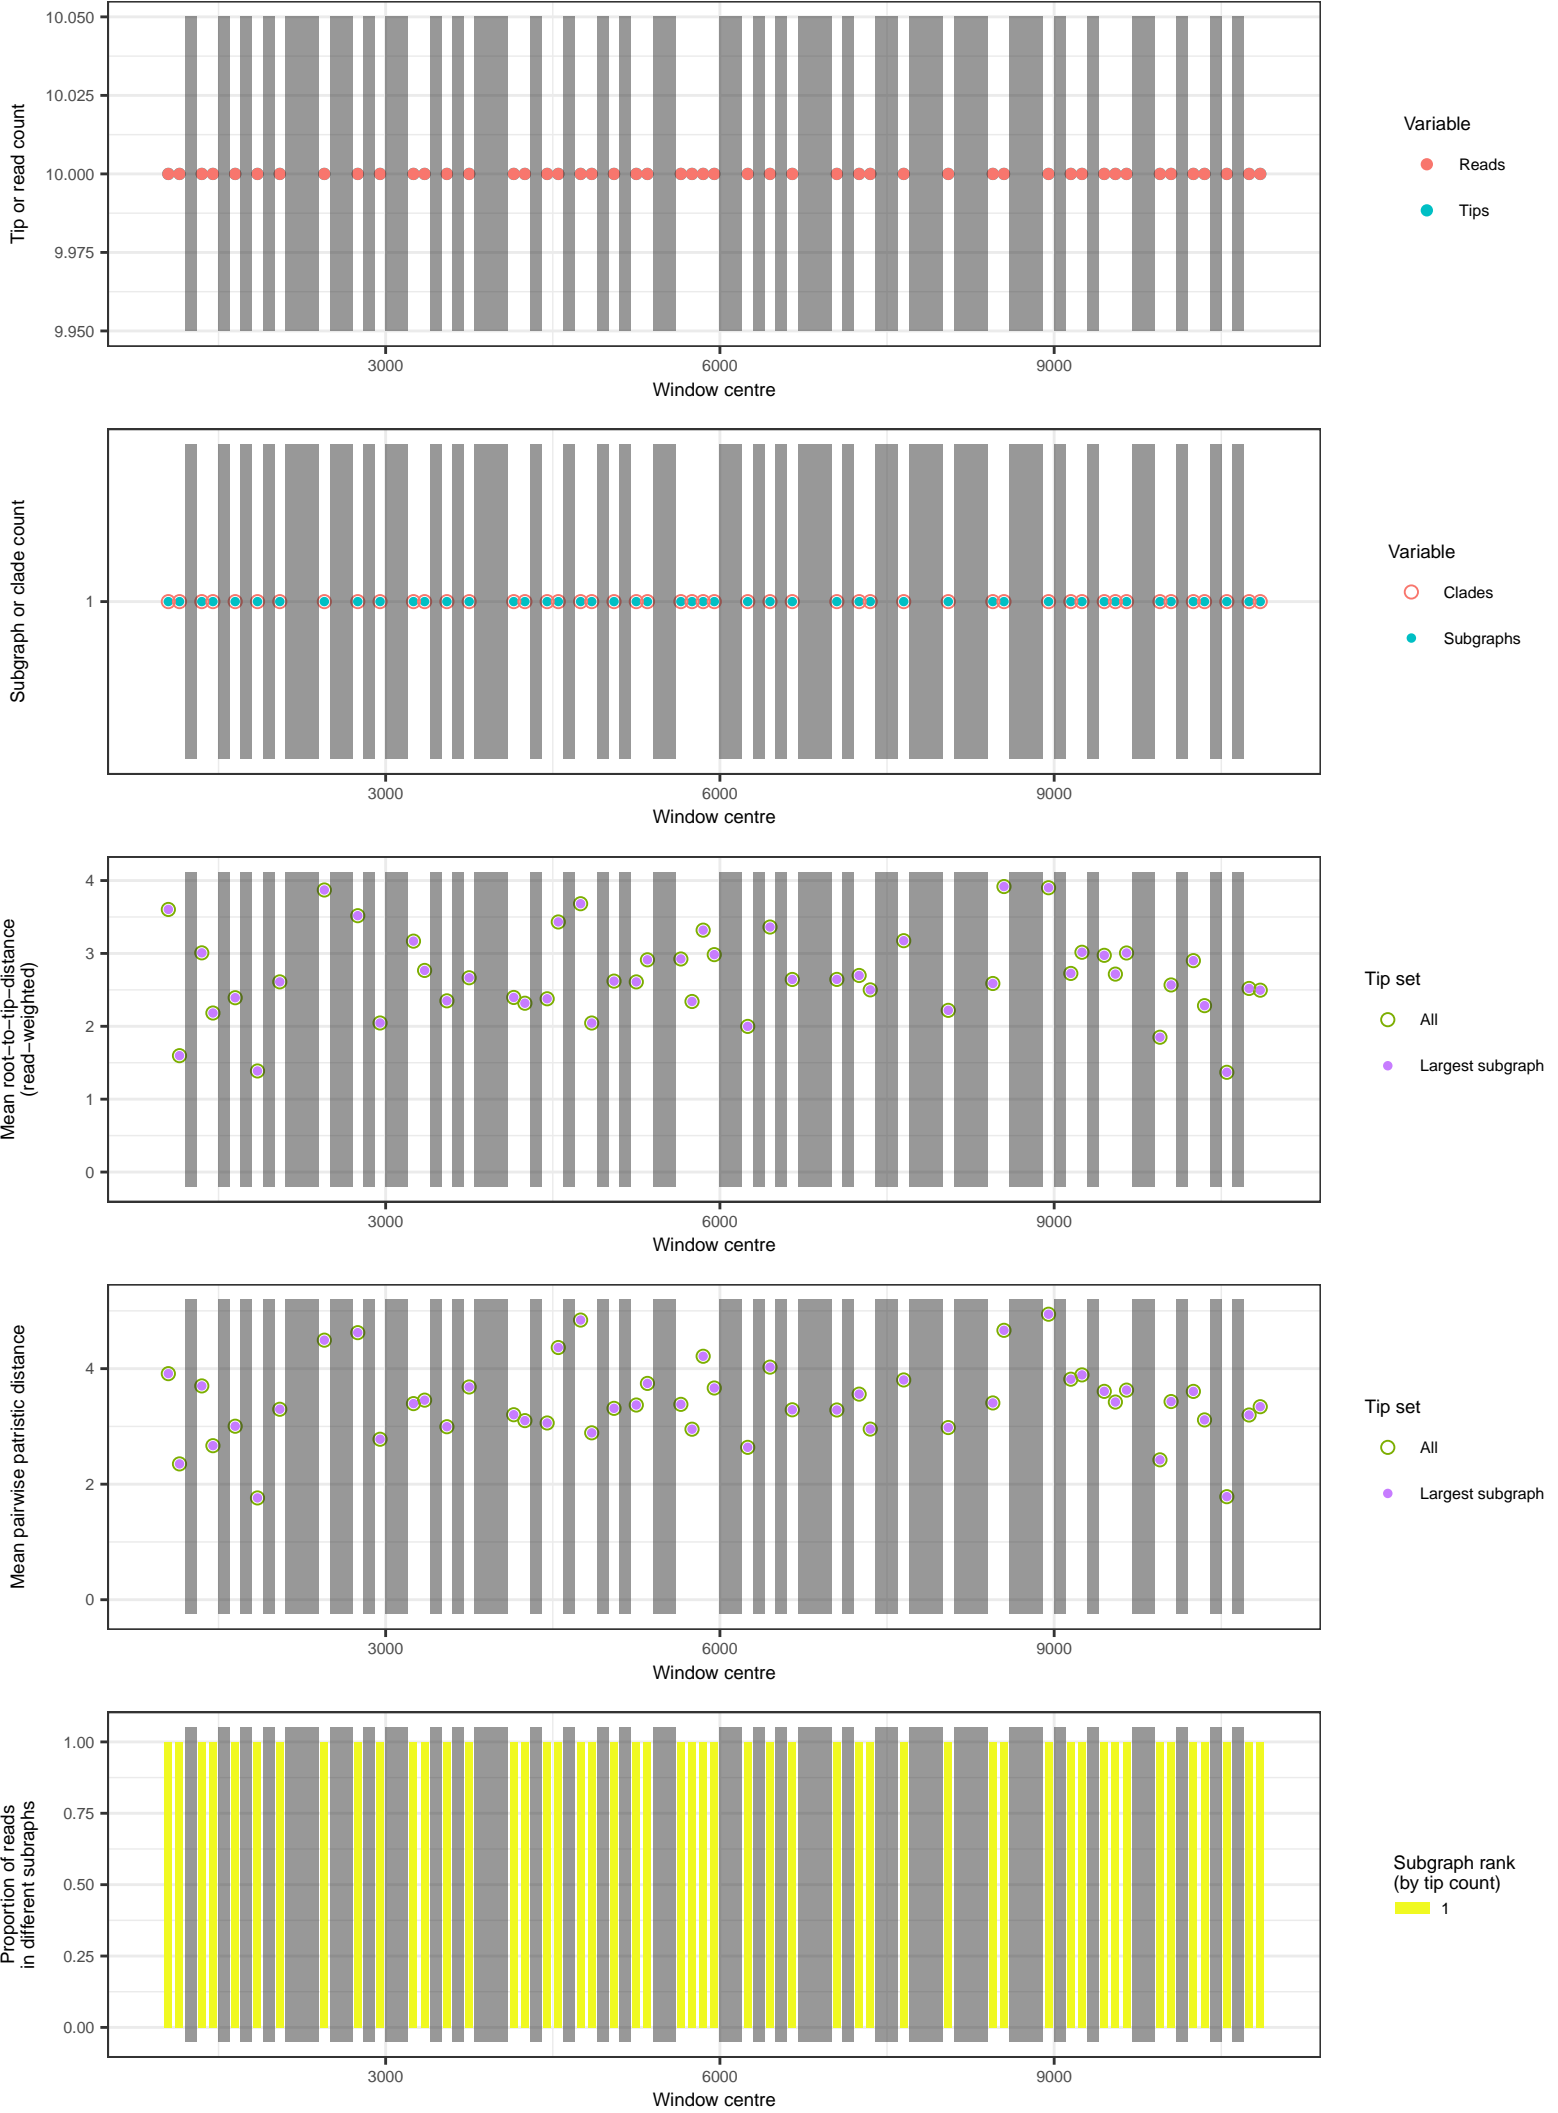 10.050
10.025
10.000
9.975
9.950
Tip or read count
3000
6000
9000
Window centre
Variable
Reads
Tips
1
Subgraph or clade count
3000
6000
9000
Window centre
Variable
Clades
Subgraphs
4
3
2
1
0
Mean root−to−tip−distance
(read−weighted)
3000
6000
9000
Window centre
Tip set
All
Largest subgraph
4
2
0
Mean pairwise patristic distance
3000
6000
9000
Window centre
Tip set
All
Largest subgraph
1.00
0.75
0.50
0.25
0.00
Proportion of reads
in different subraphs
3000
6000
9000
Window centre
Subgraph rank
(by tip count)
1